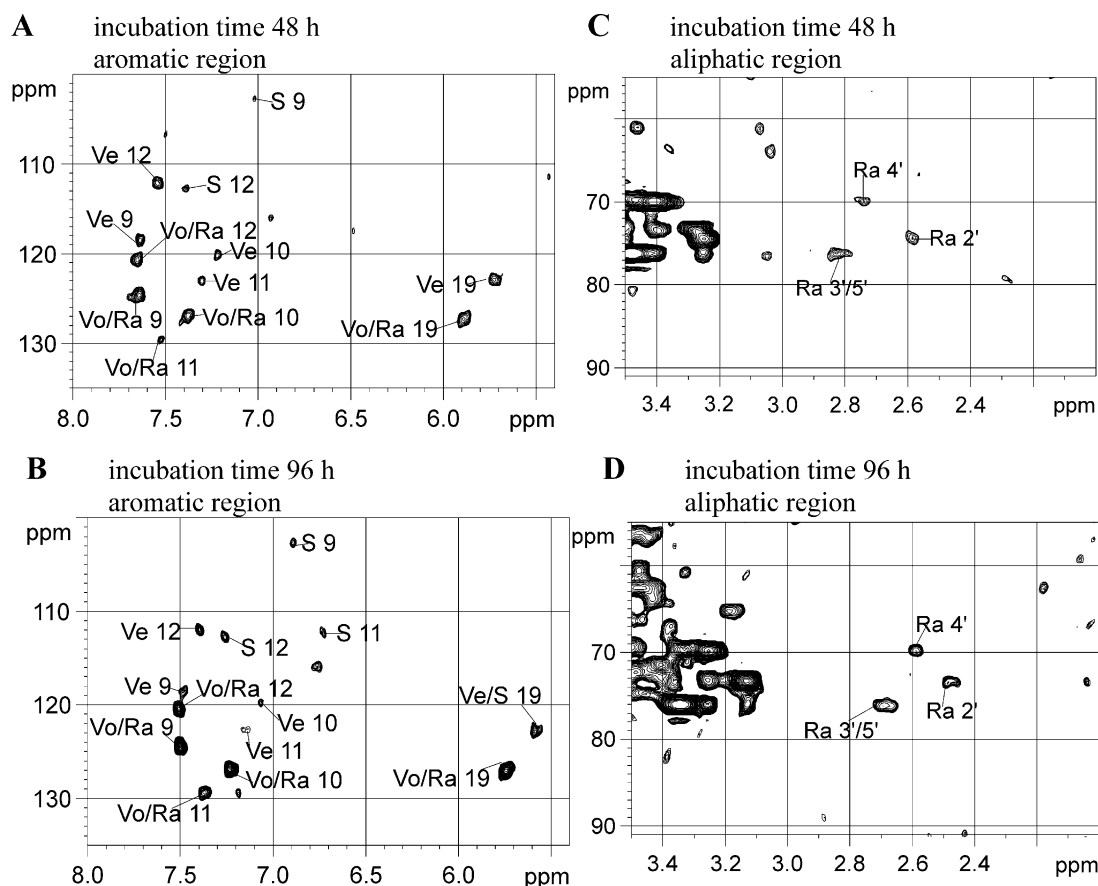 A incubation time 48 h
aromatic region
ppm
S 9
110
Ve 12
S 12
Ve 9
Vo/Ra 12
120
Ve 10
Ve 11
Ve 19
Vo/Ra 9
Vo/Ra 10
Vo/Ra 19
130
Vo/Ra 11
8.0 7.5 7.0 6.5 6.0 ppm
C incubation time 48 h
aliphatic region
ppm
Ra 4'
70
Ra 2'
80
Ra 3'/5'
90
3.4 3.2 3.0 2.8 2.6 2.4 ppm
B incubation time 96 h
aromatic region
ppm
S 9
110
Ve 12
S 12
S 11
Ve 9
Vo/Ra 12
Ve/S 19
120
Vo/Ra 9
Ve 10
Ve 11
Vo/Ra 10
Vo/Ra 19
130
Vo/Ra 11
8.0 7.5 7.0 6.5 6.0 ppm
D incubation time 96 h
aliphatic region
ppm
Ra 4'
70
Ra 2'
Ra 3'/5'
80
90
3.4 3.2 3.0 2.8 2.6 2.4 ppm